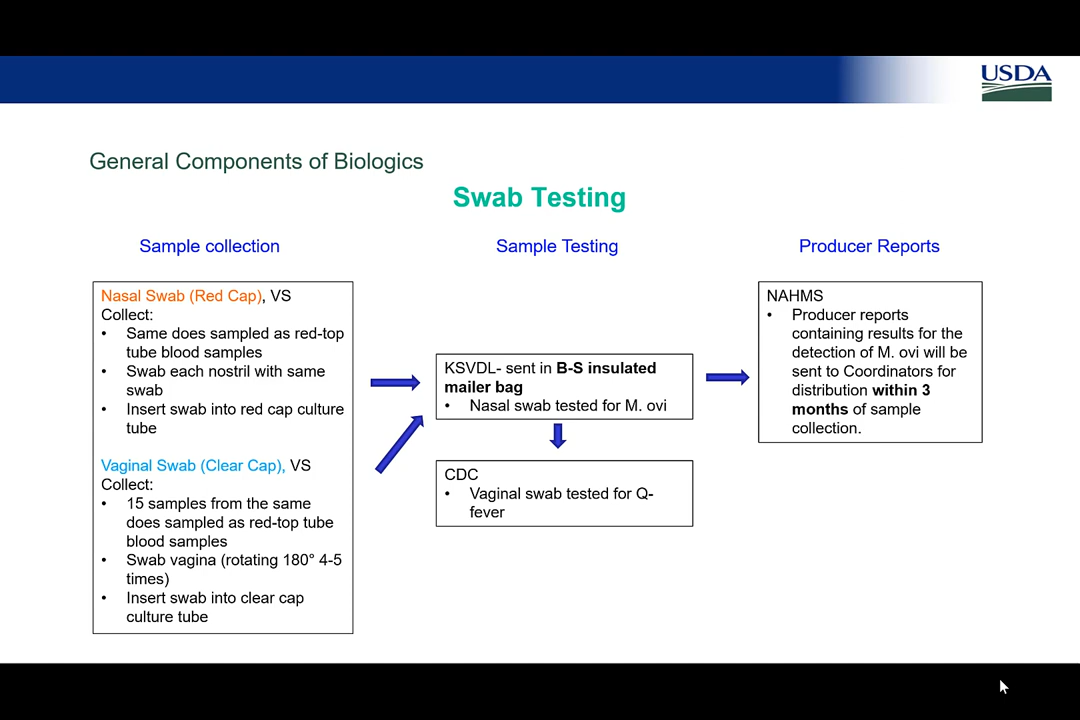 USDA
General Components of Biologics
Swab Testing
Sample collection
Nasal Swab (Red Cap), VS
Collect:
• Same does sampled as red-top
tube blood samples
• Swab each nostril with same
swab
• Insert swab into red cap culture
tube
Vaginal Swab (Clear Cap), VS
Collect:
• 15 samples from the same
does sampled as red-top tube
blood samples
• Swab vagina (rotating 180° 4-5
times)
• Insert swab into clear cap
culture tube
Sample Testing
KSVDL- sent in B-S insulated
mailer bag
• Nasal swab tested for M. ovi
CDC
• Vaginal swab tested for Q-
fever
Producer Reports
NAHMS
• Producer reports
containing results for the
detection of M. ovi will be
sent to Coordinators for
distribution within 3
months of sample
collection.